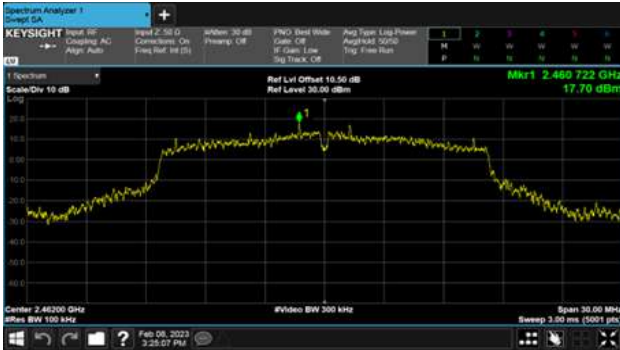 Spectrum Analyzer 1
Swept SA
KEYSIGHT
Input: RF
Coupling: AC
Align: Auto
Input Z: 50 Ω
Corrections: On
Freq Ref: Int (S)
#Atten: 30 dB
Preamp: Off
PNO: Best Wide
Gate: Off
IF Gain: Low
Sig Track: Off
Avg Type: Log-Power
Avg|Hold: 50/50
Trig: Free Run
1 2 3 4 5 6
M W W W W W
P N N N N N
1 Spectrum
Scale/Div 10 dB
Ref Lvl Offset 10.50 dB
Ref Level 30.00 dBm
Mkr1 2.460 722 GHz
17.70 dBm
Log
20.0
10.0
0.00
-10.0
-20.0
-30.0
-40.0
-50.0
-60.0
1
Center 2.46200 GHz
#Res BW 100 kHz
#Video BW 300 kHz
Span 30.00 MHz
Sweep 3.00 ms (5001 pts)
?
Feb 08, 2023
3:25:07 PM